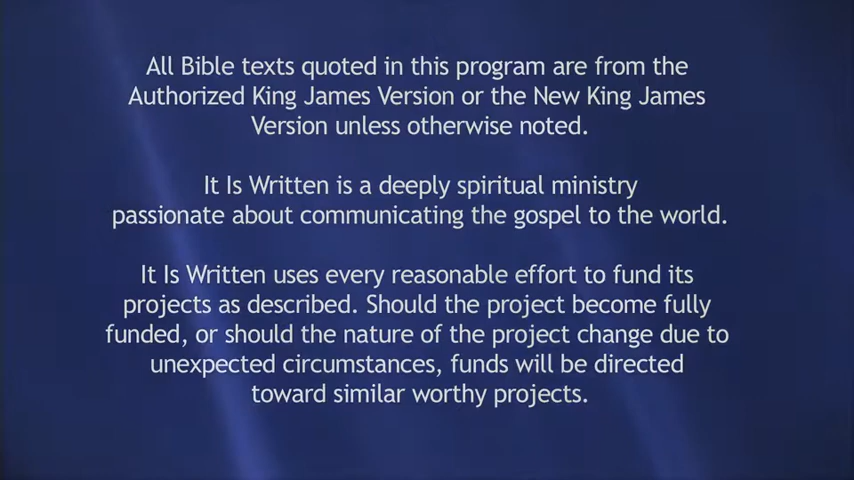 All Bible texts quoted in this program are from the
Authorized King James Version or the New King James
Version unless otherwise noted.
It Is Written is a deeply spiritual ministry
passionate about communicating the gospel to the world.
It Is Written uses every reasonable effort to fund its
projects as described. Should the project become fully
funded, or should the nature of the project change due to
unexpected circumstances, funds will be directed
toward similar worthy projects.